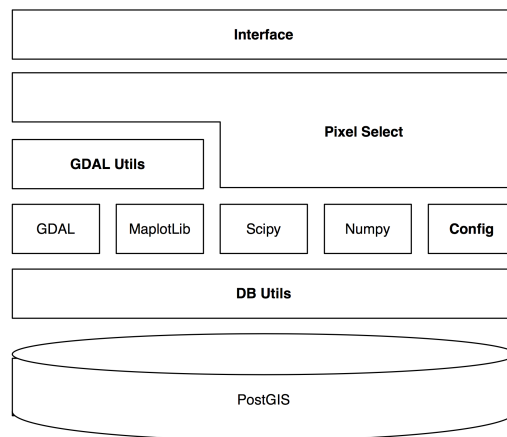 Interface
Pixel Select
GDAL Utils
GDAL
MaplotLib
Scipy
Numpy
Config
DB Utils
PostGIS